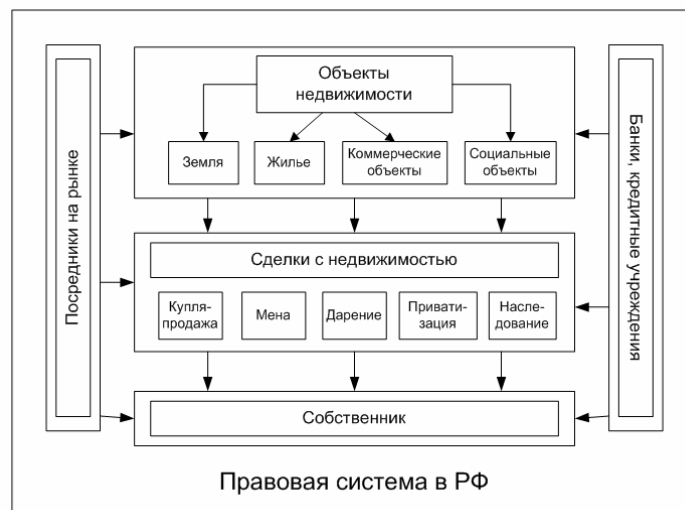 Посредники на рынке
Объекты
недвижимости
Земля
Жилье
Коммерческие
объекты
Социальные
объекты
Сделки с недвижимостью
Купля-
продажа
Мена
Дарение
Привати-
зация
Насле-
дование
Собственник
Банки, кредитные учреждения
Правовая система в РФ